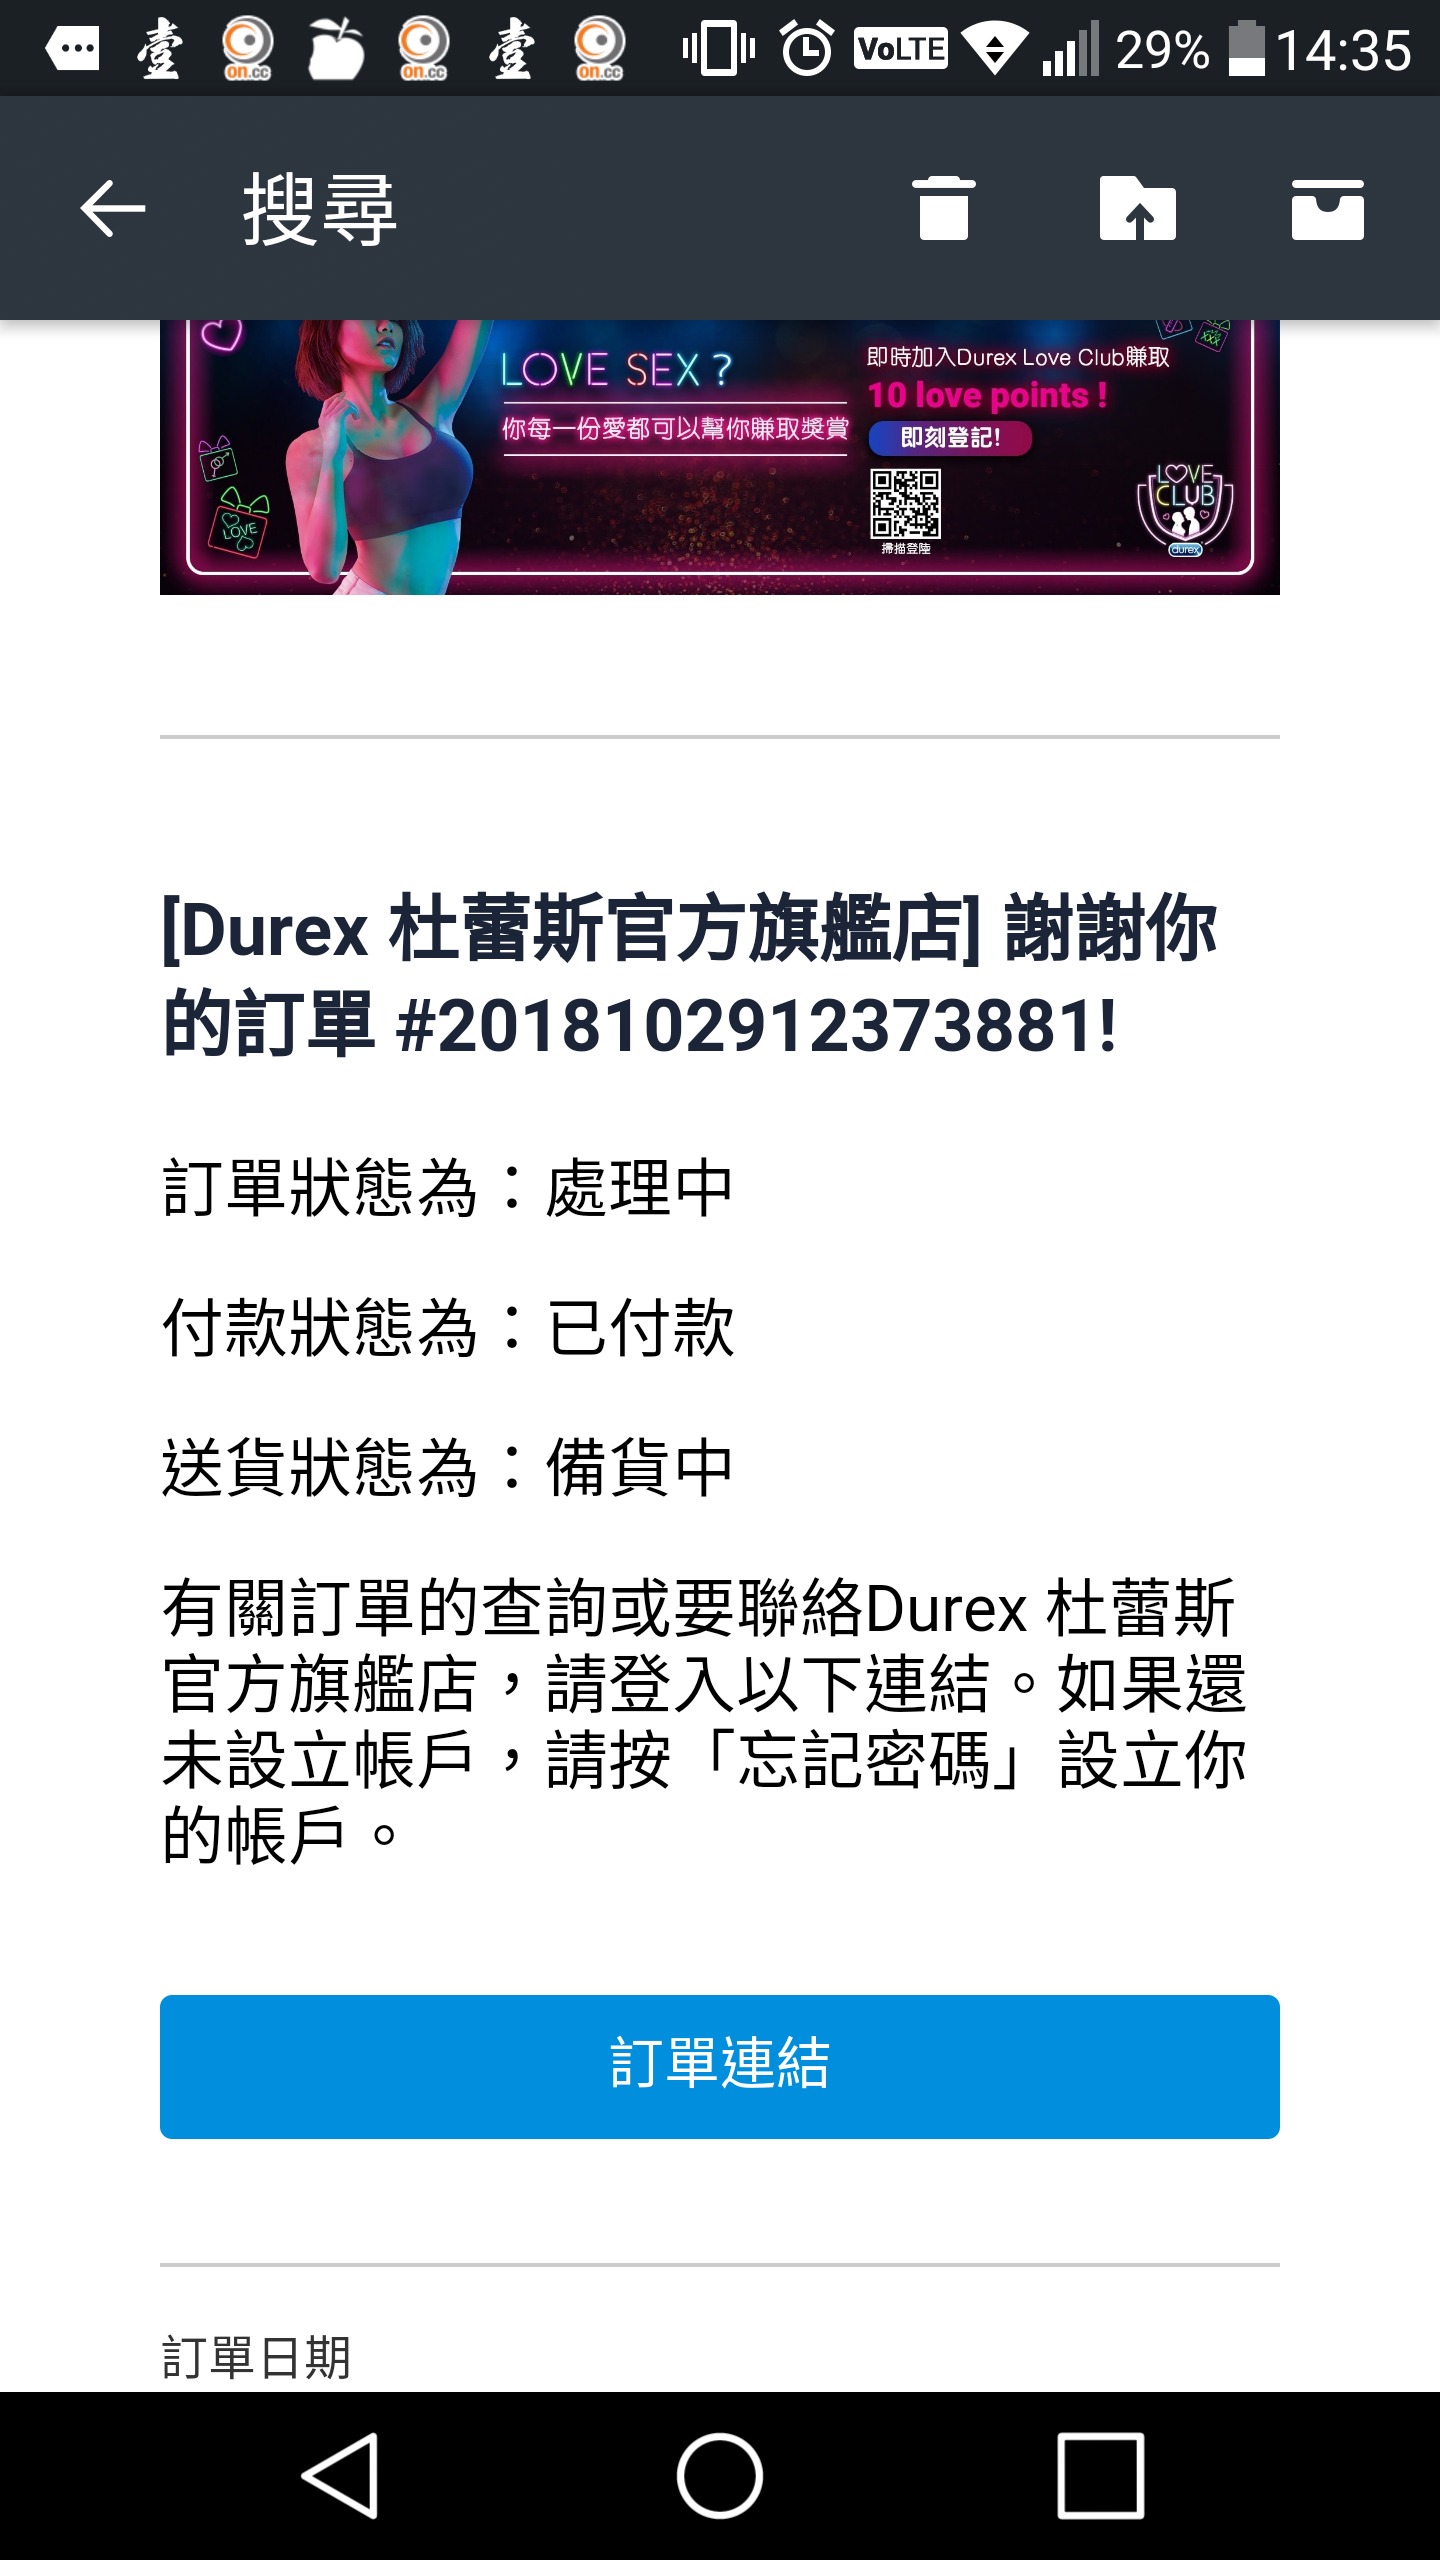 壹 on.cc on.cc 壹 on.cc VoLTE 29% 14:35
搜尋
LOVE SEX ?
你每一份愛都可以幫你賺取獎賞
即時加入Durex Love Club賺取
10 love points !
即刻登記!
掃描登陸
LOVE
LOVE
CLUB
durex
[Durex 杜蕾斯官方旗艦店] 謝謝你
的訂單 #20181029123738​81!
訂單狀態為：處理中
付款狀態為：已付款
送貨狀態為：備貨中
有關訂單的查詢或要聯絡Durex 杜蕾斯
官方旗艦店，請登入以下連結。如果還
未設立帳戶，請按「忘記密碼」設立你
的帳戶。
訂單連結
訂單日期